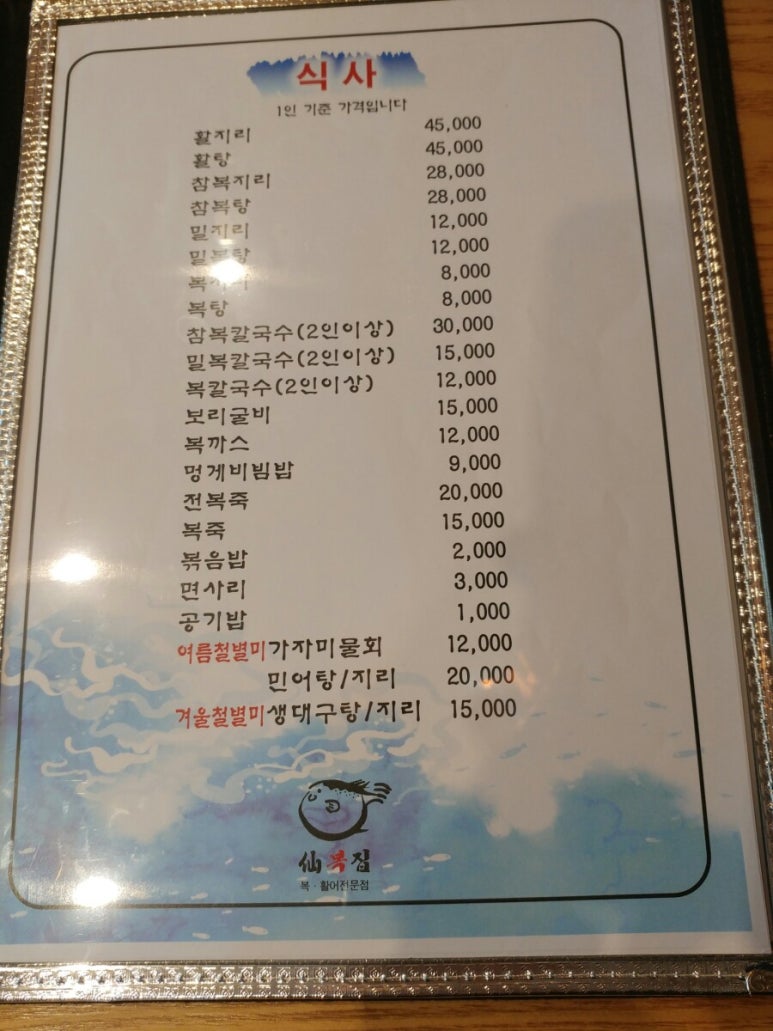 식사
1인 기준 가격입니다
활지리 45,000
활탕 45,000
참복지리 28,000
참복탕 28,000
밀지리 12,000
밀복탕 12,000
복지리 8,000
복탕 8,000
참복칼국수(2인이상) 30,000
밀복칼국수(2인이상) 15,000
복칼국수(2인이상) 12,000
보리굴비 15,000
복까스 12,000
멍게비빔밥 9,000
전복죽 20,000
복죽 15,000
볶음밥 2,000
면사리 3,000
공기밥 1,000
여름철별미 가자미물회 12,000
민어탕/지리 20,000
겨울철별미 생대구탕/지리 15,000
仙복집
복·활어전문점